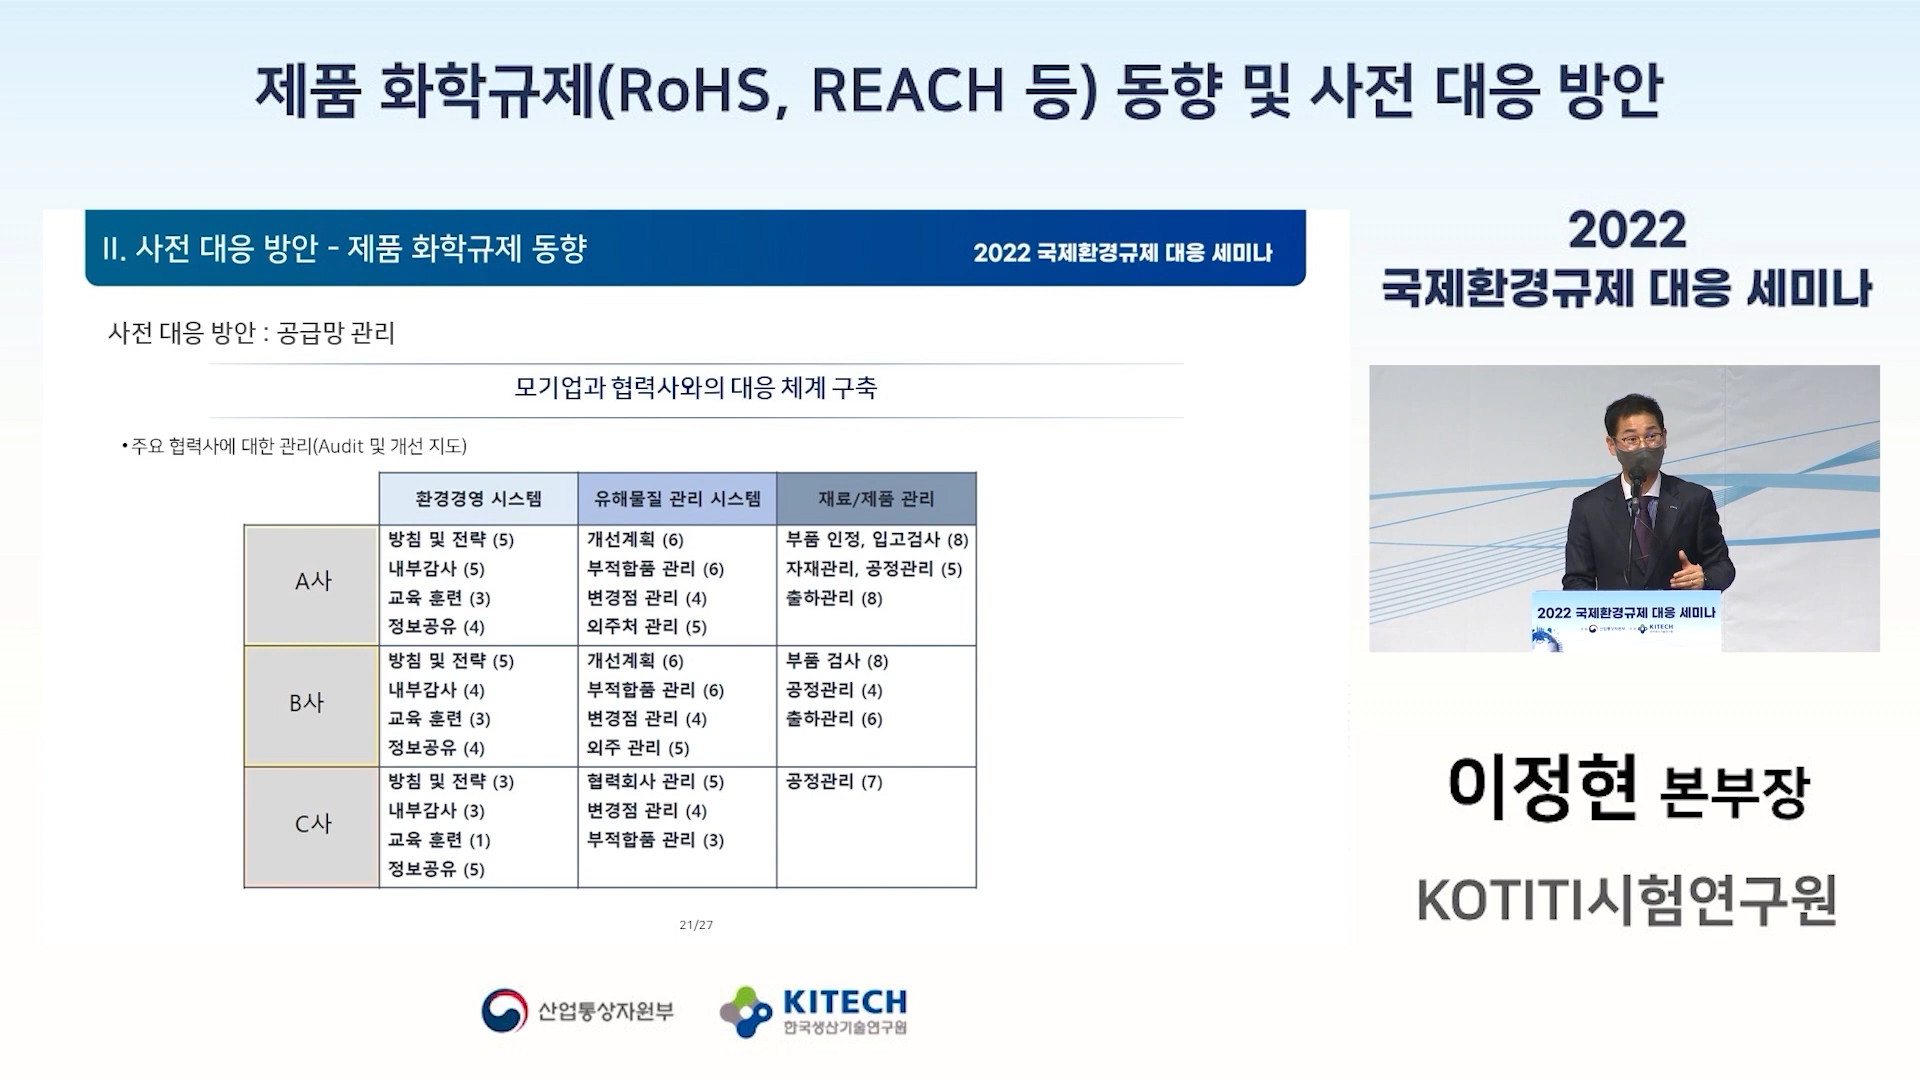 제품 화학규제(RoHS, REACH 등) 동향 및 사전 대응 방안
II. 사전 대응 방안 - 제품 화학규제 동향
2022 국제환경규제 대응 세미나
사전 대응 방안 : 공급망 관리
모기업과 협력사와의 대응 체계 구축
• 주요 협력사에 대한 관리(Audit 및 개선 지도)
환경경영 시스템
유해물질 관리 시스템
재료/제품 관리
A사
방침 및 전략 (5)
내부감사 (5)
교육 훈련 (3)
정보공유 (4)
개선계획 (6)
부적합품 관리 (6)
변경점 관리 (4)
외주처 관리 (5)
부품 인정, 입고검사 (8)
자재관리, 공정관리 (5)
출하관리 (8)
B사
방침 및 전략 (5)
내부감사 (4)
교육 훈련 (3)
정보공유 (4)
개선계획 (6)
부적합품 관리 (6)
변경점 관리 (4)
외주 관리 (5)
부품 검사 (8)
공정관리 (4)
출하관리 (6)
C사
방침 및 전략 (3)
내부감사 (3)
교육 훈련 (1)
정보공유 (5)
협력회사 관리 (5)
변경점 관리 (4)
부적합품 관리 (3)
공정관리 (7)
21/27
2022
국제환경규제 대응 세미나
2022 국제환경규제 대응 세미나
산업통상자원부
KITECH
이정현 본부장
KOTITI시험연구원
산업통상자원부
KITECH
한국생산기술연구원